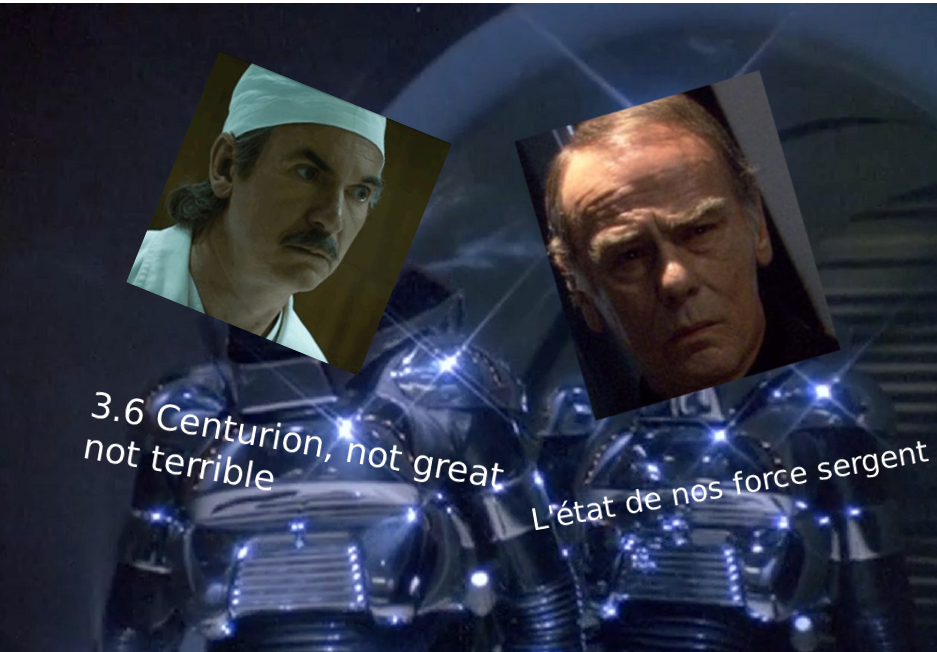 3.6 Centurion, not great
not terrible
L'état de nos force sergent